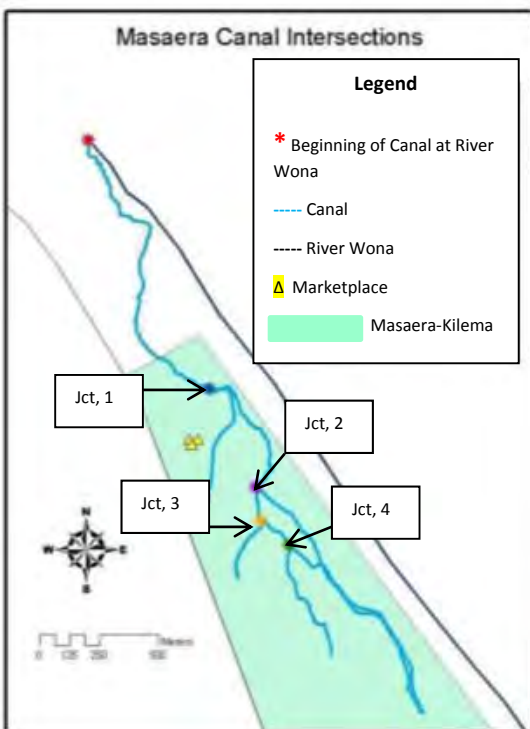 Masaera Canal Intersections
Legend
* Beginning of Canal at River
Wona
----- Canal
----- River Wona
Δ Marketplace
Masaera-Kilema
Jct, 1
Jct, 2
Jct, 3
Jct, 4
N
W E
S
Meters
0 125 250 500